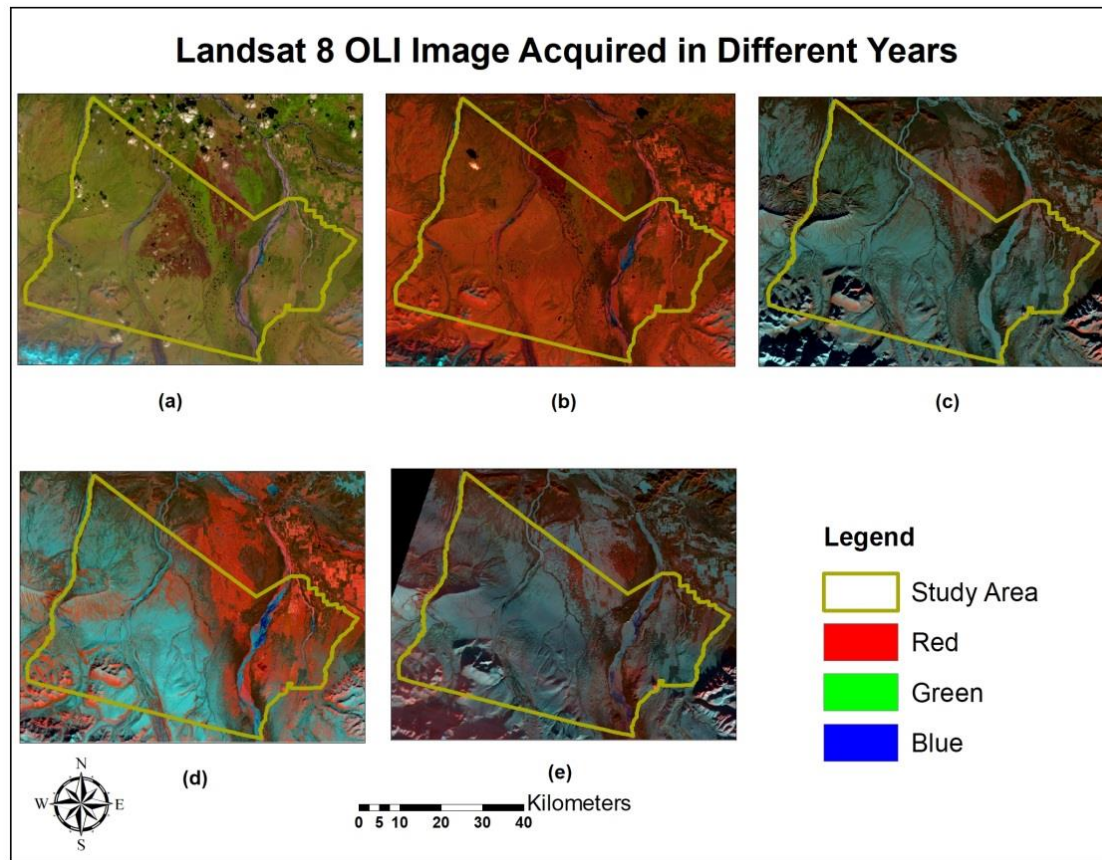 Landsat 8 OLI Image Acquired in Different Years
(a)
(b)
(c)
(d)
(e)
Legend
Study Area
Red
Green
Blue
N
W E
S
Kilometers
0 5 10 20 30 40